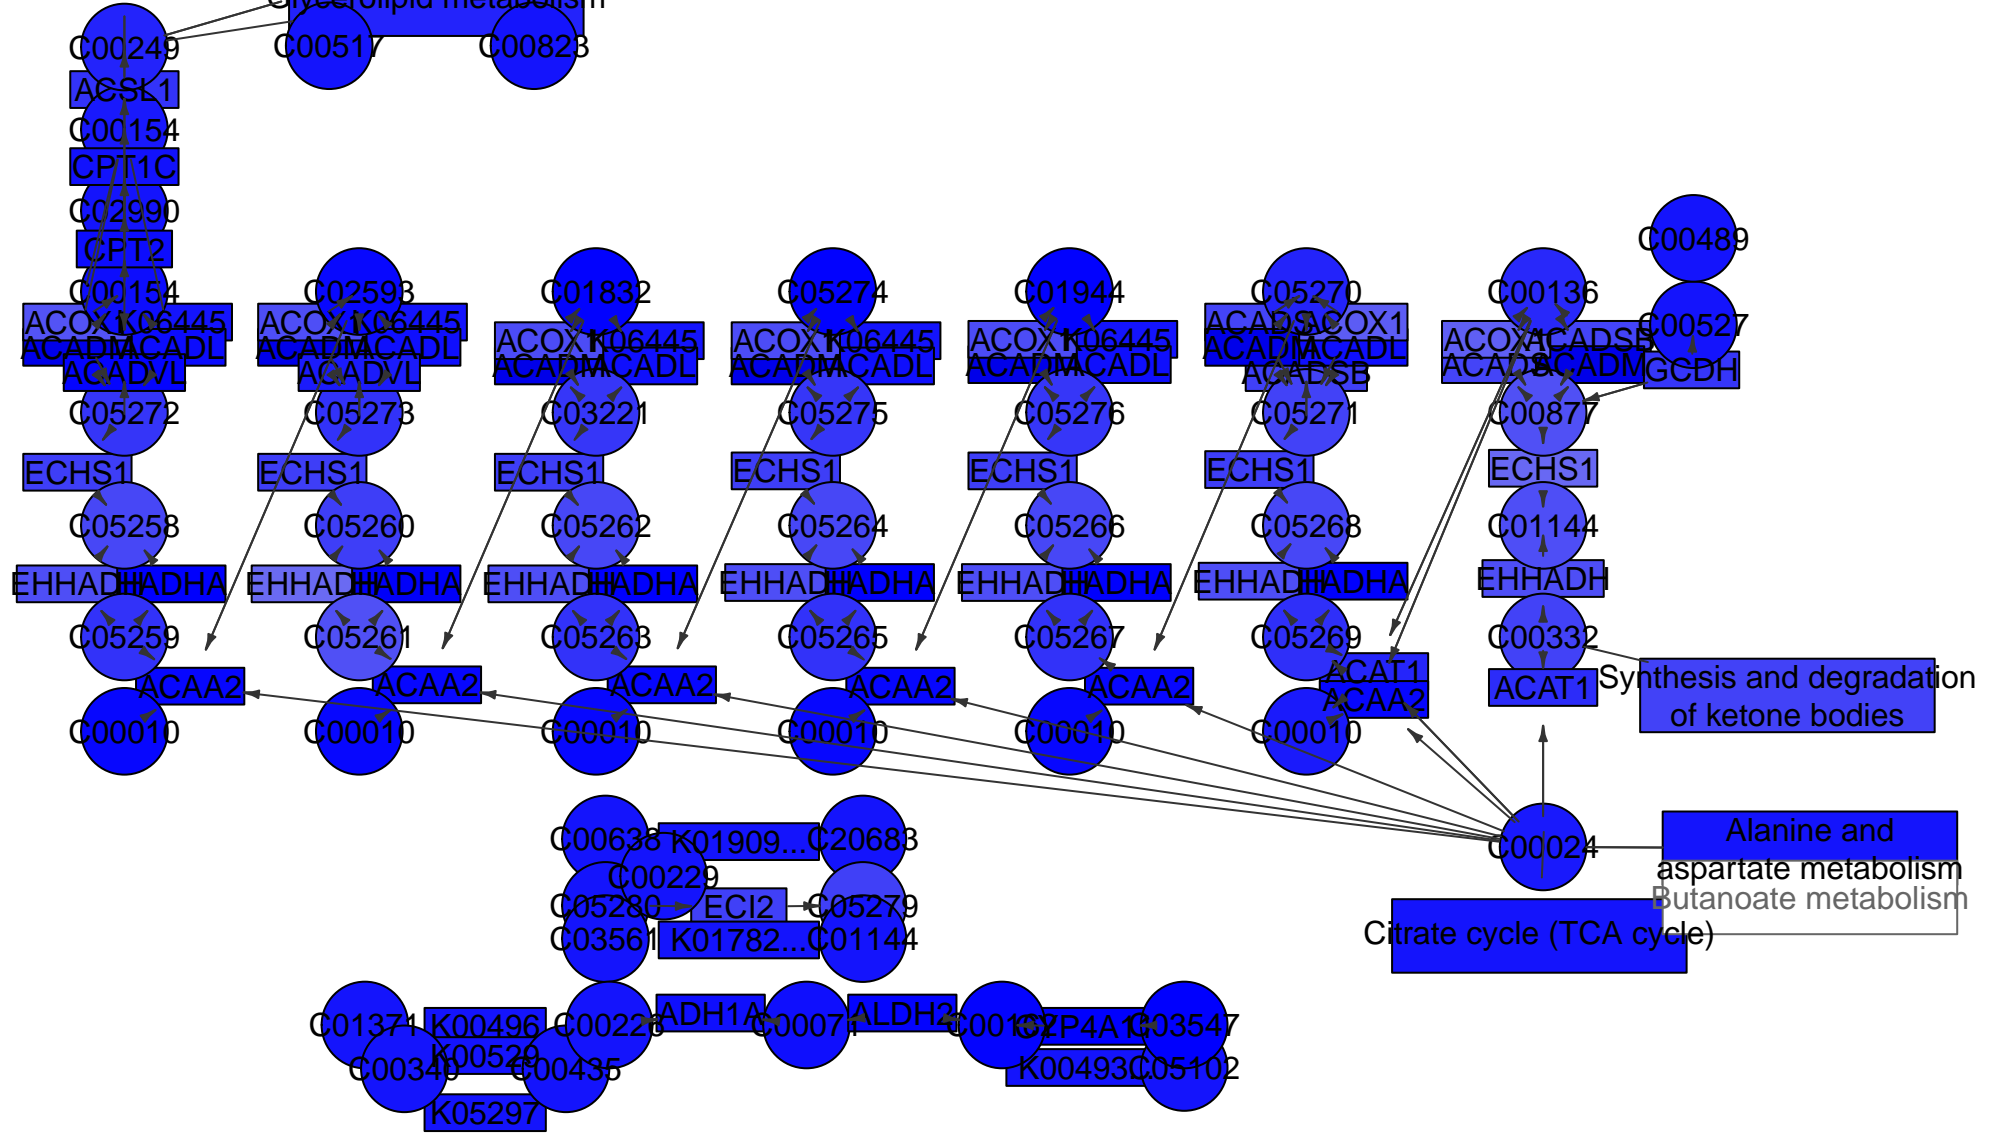 Glycerolipid metabolism
C00249
C00517
C00823
ACSL1
C00154
CPT1C
C02990
CPT2
C00489
C00154
C02593
C01832
C05274
C01944
C05270
C00136
ACOX1
K06445
ACOX1
K06445
ACOX1
K06445
ACOX1
K06445
ACOX1
K06445
ACADS
ACOX1
ACOX1
ACADSB
C00527
ACADM
ACADL
ACADM
ACADL
ACADM
ACADL
ACADM
ACADL
ACADM
ACADL
ACADM
ACADL
ACADS
ACADM
GCDH
ACADVL
ACADVL
ACADSB
C05272
C05273
C03221
C05275
C05276
C05271
C00877
ECHS1
ECHS1
ECHS1
ECHS1
ECHS1
ECHS1
ECHS1
C05258
C05260
C05262
C05264
C05266
C05268
C01144
EHHADH
HADHA
EHHADH
HADHA
EHHADH
HADHA
EHHADH
HADHA
EHHADH
HADHA
EHHADH
HADHA
EHHADH
C05259
C05261
C05263
C05265
C05267
C05269
C00332
ACAA2
ACAA2
ACAA2
ACAA2
ACAA2
ACAT1
ACAA2
ACAT1
Synthesis and degradation
of ketone bodies
C00010
C00010
C00010
C00010
C00010
C00010
C00638
K01909...
C20683
C00024
Alanine and
aspartate metabolism
C00229
Butanoate metabolism
C05280
ECI2
C05279
C03561
K01782...
C01144
Citrate cycle (TCA cycle)
C01371
K00496
C00226
ADH1A
C00071
ALDH2
C00162
CYP4A11
C03547
C00340
K00529
C00435
K00493...
C05102
K05297